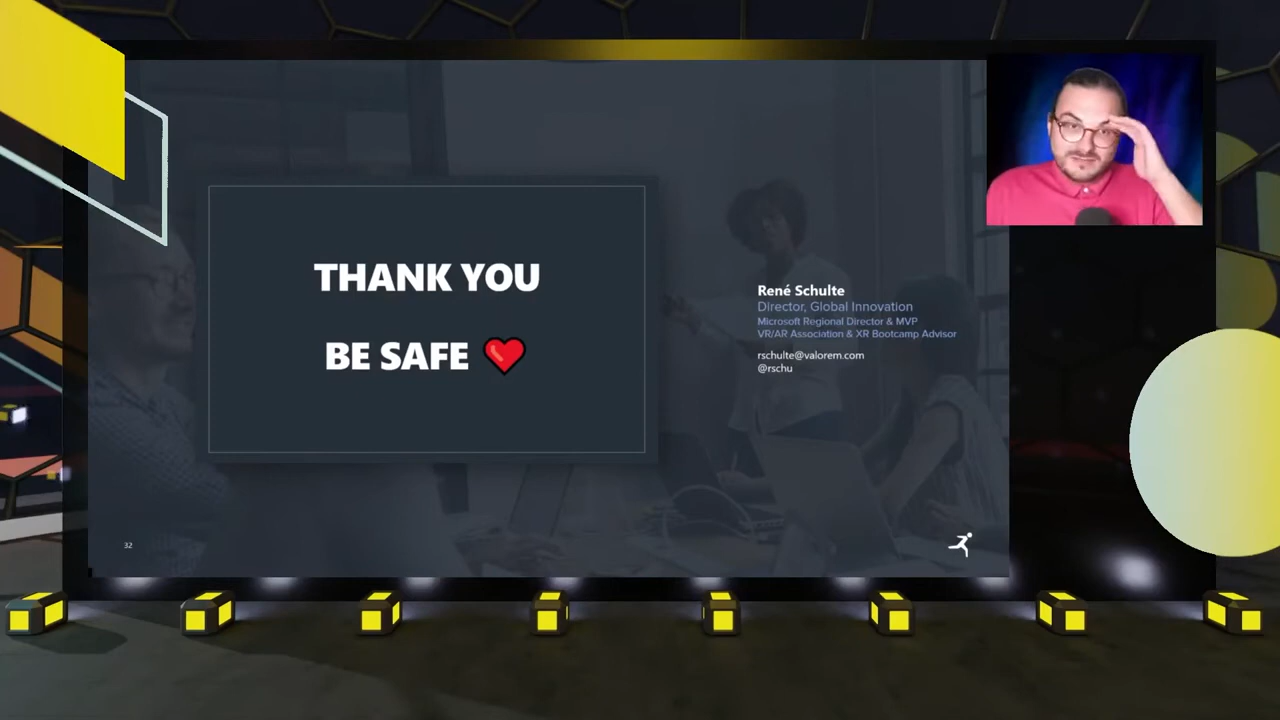 THANK YOU
BE SAFE ❤️
René Schulte
Director, Global Innovation
Microsoft Regional Director & MVP
VR/AR Association & XR Bootcamp Advisor
rschulte@valorem.com
@rschu
32